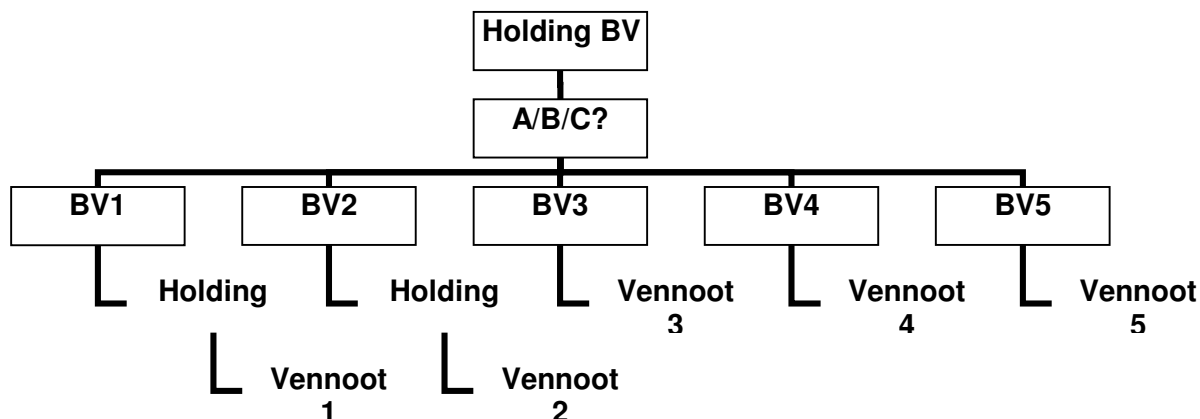 Holding BV
A/B/C?
BV1
BV2
BV3
BV4
BV5
Holding
Holding
Vennoot
3
Vennoot
4
Vennoot
5
Vennoot
1
Vennoot
2